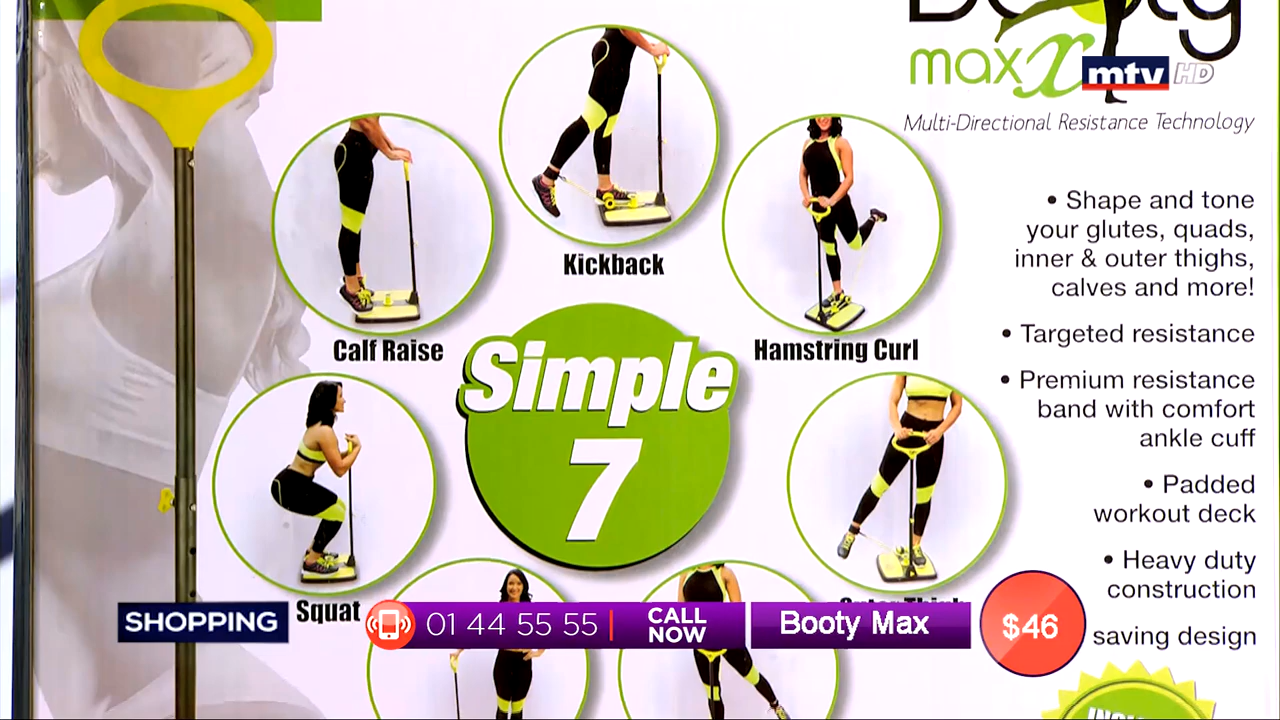 Booty
maxx
mtv HD
Multi-Directional Resistance Technology
Kickback
Calf Raise
Hamstring Curl
Simple
7
Squat
• Shape and tone
your glutes, quads,
inner & outer thighs,
calves and more!
• Targeted resistance
• Premium resistance
band with comfort
ankle cuff
• Padded
workout deck
• Heavy duty
construction
saving design
SHOPPING
01 44 55 55
CALL
NOW
Booty Max
$46